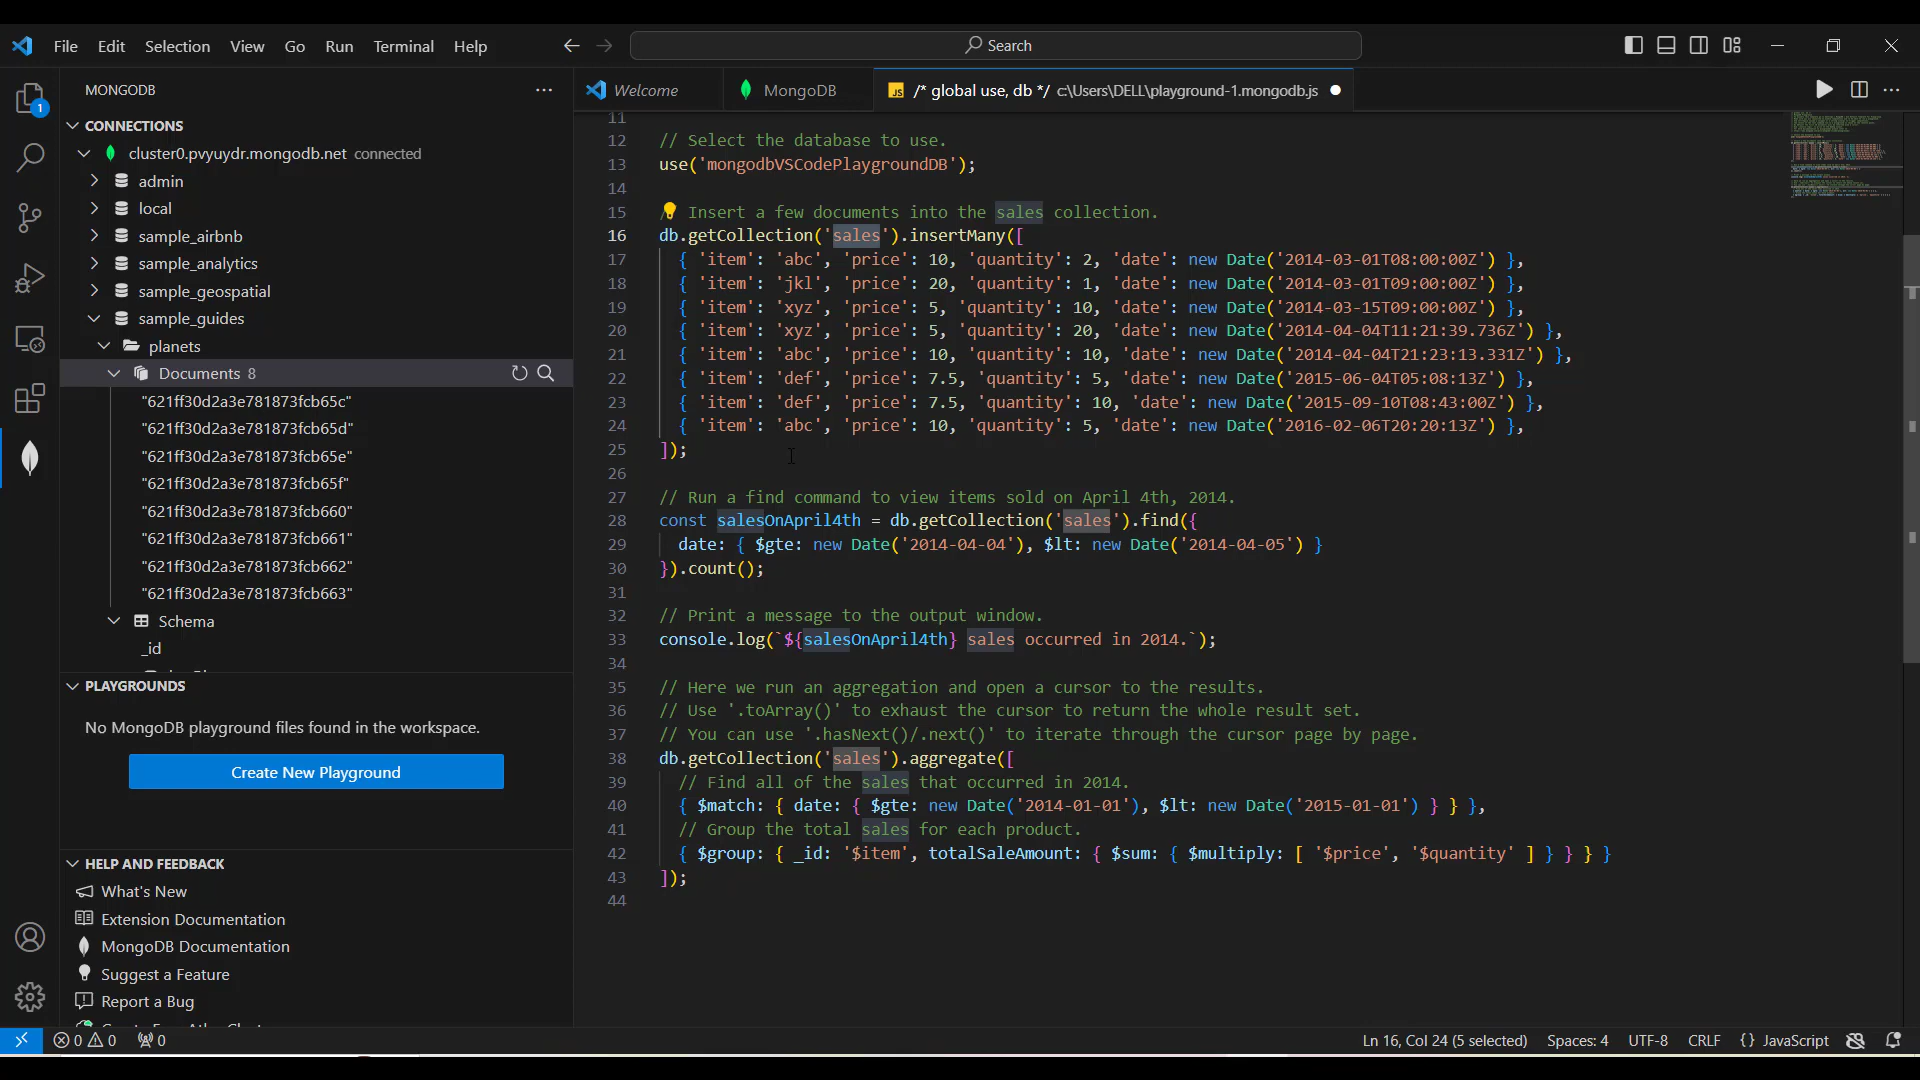 File Edit Selection View Go Run Terminal Help
Search
MONGODB
Welcome
MongoDB
JS /* global use, db */ c:\Users\DELL\playground-1.mongodb.js
1
CONNECTIONS
cluster0.pvyuydr.mongodb.net connected
admin
local
sample_airbnb
sample_analytics
sample_geospatial
sample_guides
planets
Documents 8
"621ff30d2a3e781873fcb65c"
"621ff30d2a3e781873fcb65d"
"621ff30d2a3e781873fcb65e"
"621ff30d2a3e781873fcb65f"
"621ff30d2a3e781873fcb660"
"621ff30d2a3e781873fcb661"
"621ff30d2a3e781873fcb662"
"621ff30d2a3e781873fcb663"
Schema
_id
PLAYGROUNDS
No MongoDB playground files found in the workspace.
Create New Playground
HELP AND FEEDBACK
What's New
Extension Documentation
MongoDB Documentation
Suggest a Feature
Report a Bug
11
12 // Select the database to use.
13 use('mongodbVSCodePlaygroundDB');
14
15 Insert a few documents into the sales collection.
16 db.getCollection('sales').insertMany([
17 { 'item': 'abc', 'price': 10, 'quantity': 2, 'date': new Date('2014-03-01T08:00:00Z') },
18 { 'item': 'jkl', 'price': 20, 'quantity': 1, 'date': new Date('2014-03-01T09:00:00Z') },
19 { 'item': 'xyz', 'price': 5, 'quantity': 10, 'date': new Date('2014-03-15T09:00:00Z') },
20 { 'item': 'xyz', 'price': 5, 'quantity': 20, 'date': new Date('2014-04-04T11:21:39.736Z') },
21 { 'item': 'abc', 'price': 10, 'quantity': 10, 'date': new Date('2014-04-04T21:23:13.331Z') },
22 { 'item': 'def', 'price': 7.5, 'quantity': 5, 'date': new Date('2015-06-04T05:08:13Z') },
23 { 'item': 'def', 'price': 7.5, 'quantity': 10, 'date': new Date('2015-09-10T08:43:00Z') },
24 { 'item': 'abc', 'price': 10, 'quantity': 5, 'date': new Date('2016-02-06T20:20:13Z') },
25 ]);
26
27 // Run a find command to view items sold on April 4th, 2014.
28 const salesOnApril4th = db.getCollection('sales').find({
29 date: { $gte: new Date('2014-04-04'), $lt: new Date('2014-04-05') }
30 }).count();
31
32 // Print a message to the output window.
33 console.log(`${salesOnApril4th} sales occurred in 2014.`);
34
35 // Here we run an aggregation and open a cursor to the results.
36 // Use '.toArray()' to exhaust the cursor to return the whole result set.
37 // You can use '.hasNext()/.next()' to iterate through the cursor page by page.
38 db.getCollection('sales').aggregate([
39 // Find all of the sales that occurred in 2014.
40 { $match: { date: { $gte: new Date('2014-01-01'), $lt: new Date('2015-01-01') } } },
41 // Group the total sales for each product.
42 { $group: { _id: '$item', totalSaleAmount: { $sum: { $multiply: [ '$price', '$quantity' ] } } } }
43 ]);
44
0 0 0
Ln 16, Col 24 (5 selected) Spaces: 4 UTF-8 CRLF {} JavaScript